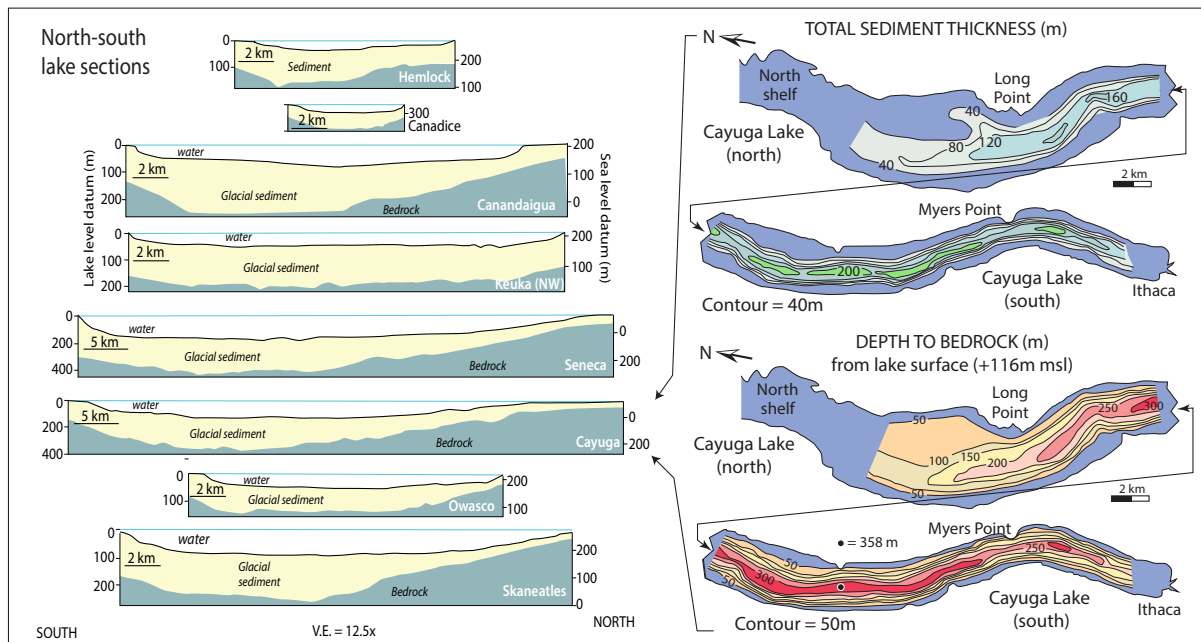 North-south
lake sections
0
100
2 km
Sediment
Hemlock
200
100
2 km
300
Canadice
Lake level datum (m)
Sea level datum (m)
0
100
200
water
2 km
Glacial sediment
Bedrock
Canandaigua
200
100
0
0
100
200
water
2 km
Glacial sediment
Keuka (NW)
200
100
0
200
400
water
5 km
Glacial sediment
Bedrock
Seneca
0
200
0
200
400
water
5 km
Glacial sediment
Bedrock
Cayuga
0
200
0
100
water
2 km
Glacial sediment
Owasco
200
100
0
100
200
water
2 km
Glacial
sediment
Bedrock
Skaneatles
200
100
0
SOUTH
V.E. = 12.5x
NORTH
TOTAL SEDIMENT THICKNESS (m)
N
North
shelf
Long
Point
Cayuga Lake
(north)
40
80
120
40
160
2 km
Myers Point
200
Cayuga Lake
(south)
Ithaca
Contour = 40m
DEPTH TO BEDROCK (m)
from lake surface (+116m msl)
N
North
shelf
Long
Point
Cayuga Lake
(north)
50
100
150
200
250
300
50
2 km
Myers Point
= 358 m
50
300
50
250
Cayuga Lake
(south)
Ithaca
Contour = 50m